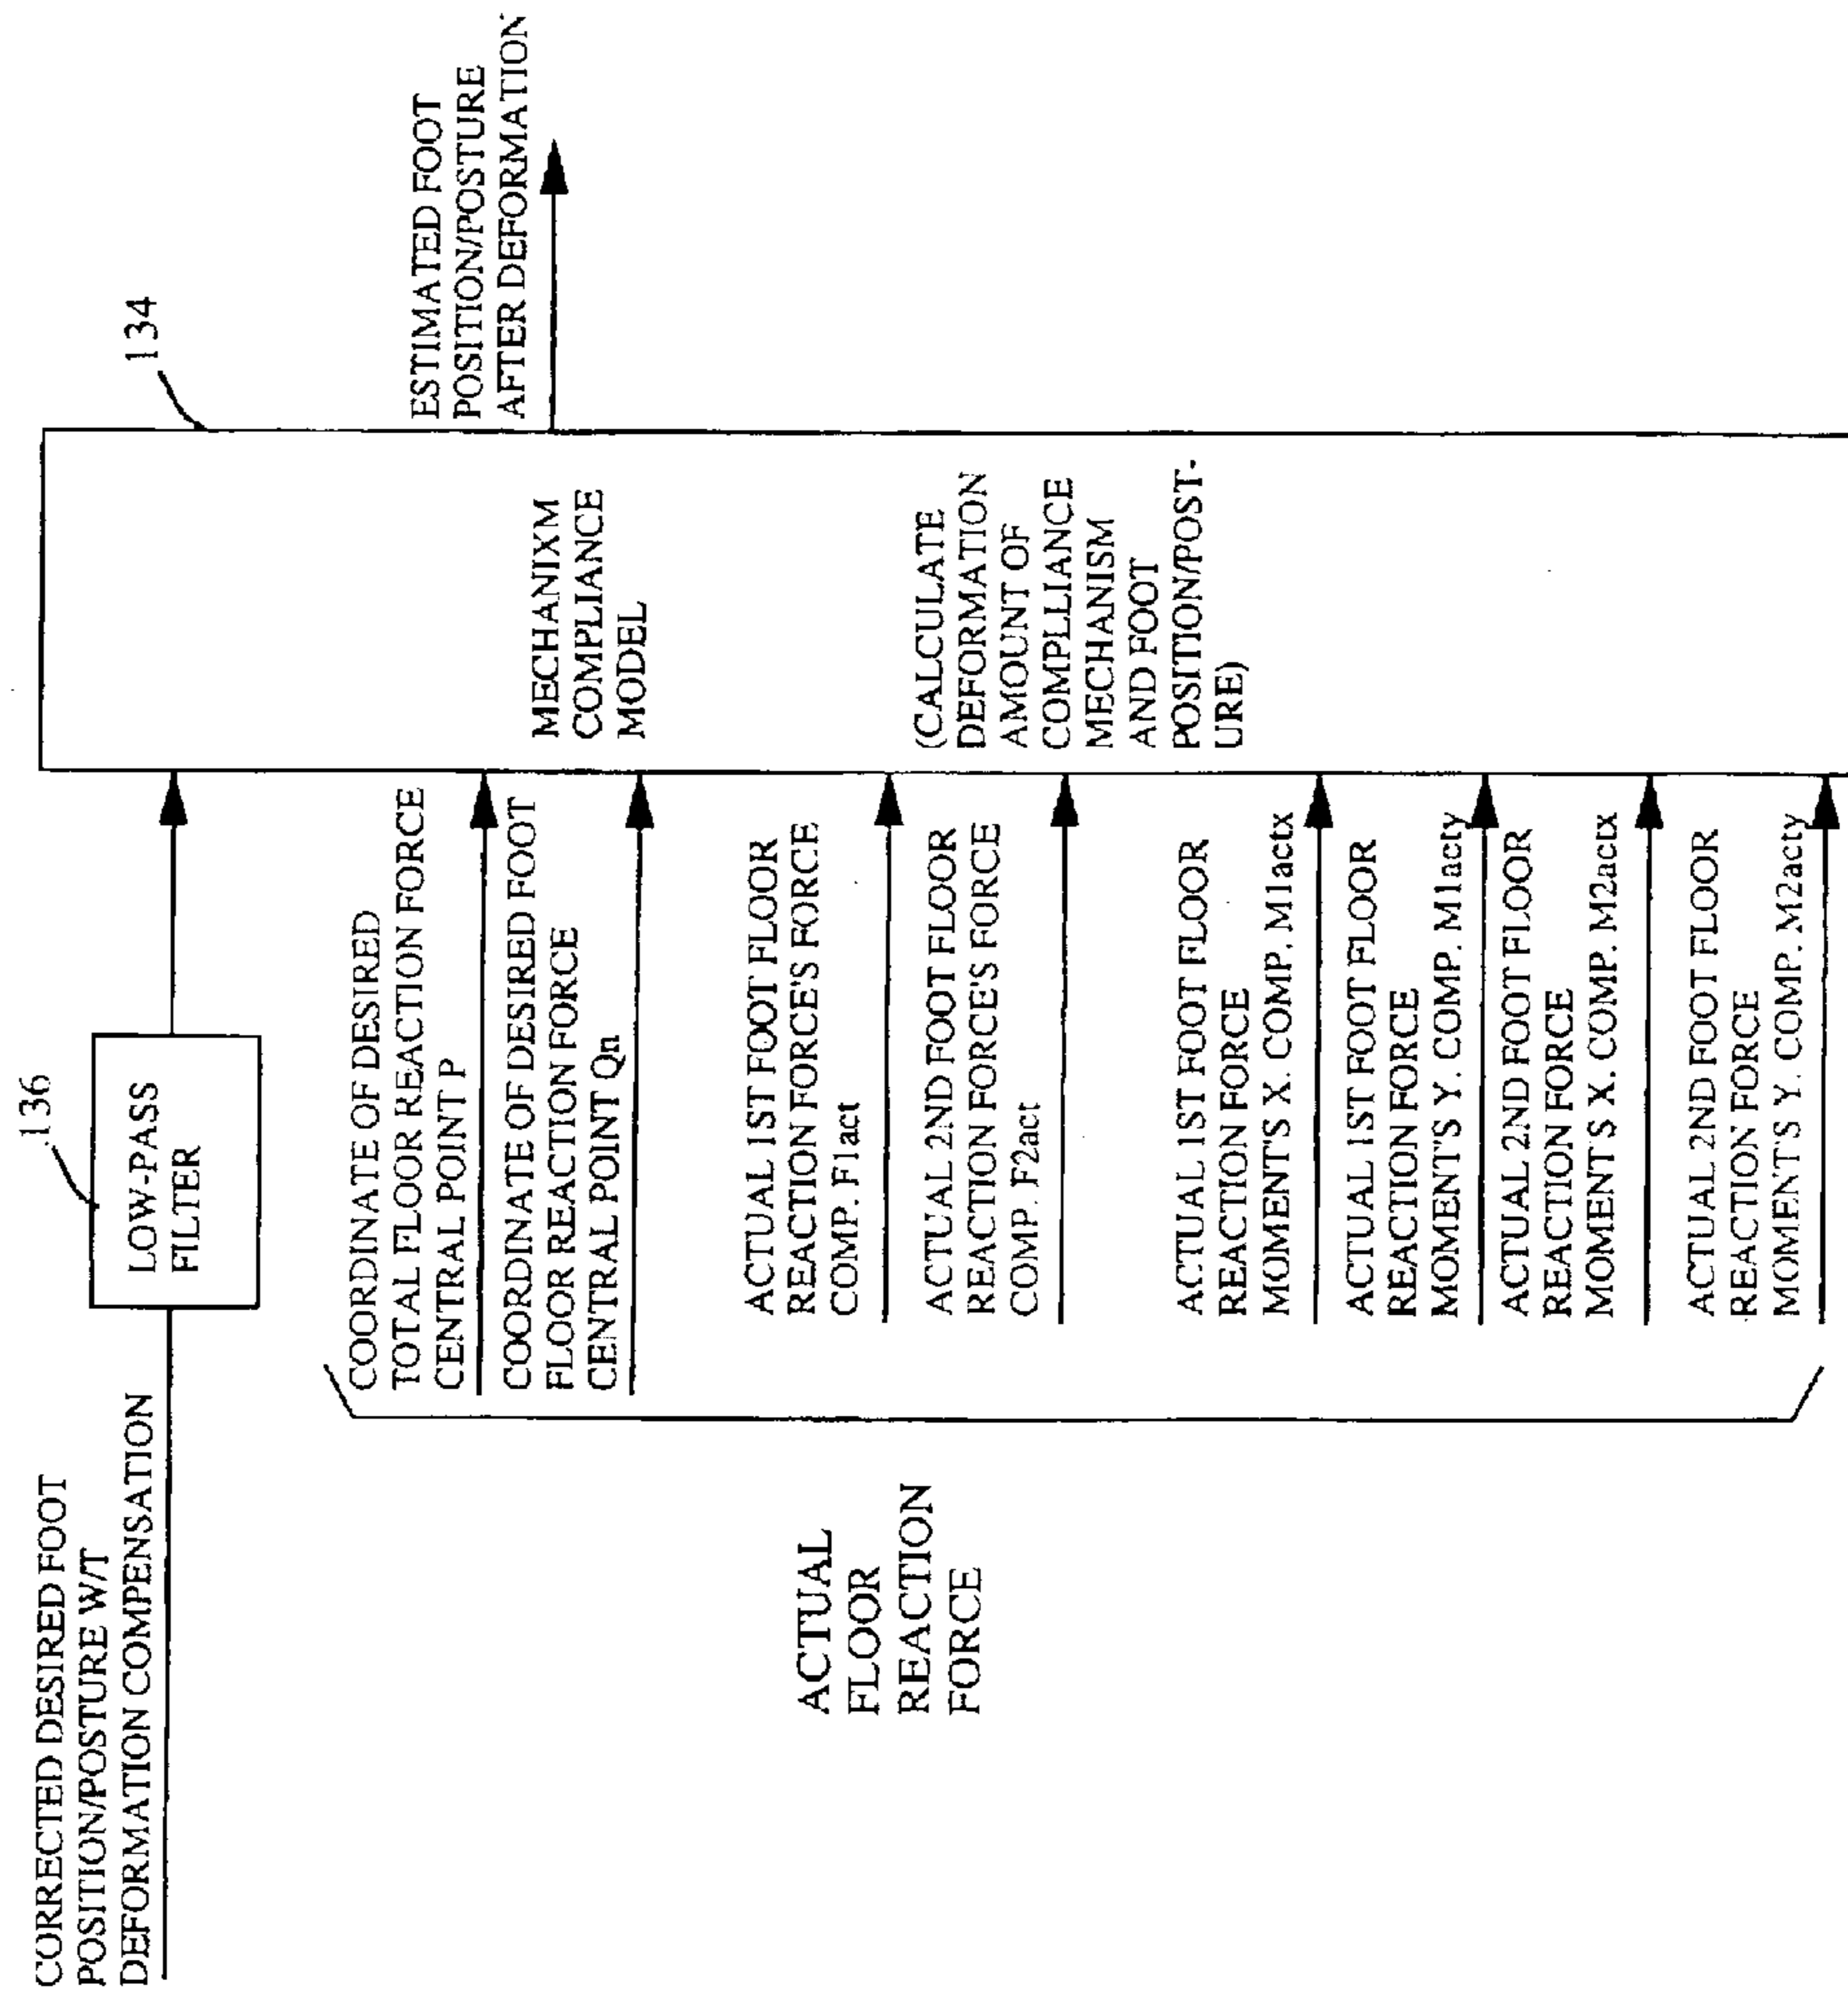 CORRECTED DESIRED FOOT
POSITION/POSTURE W/T
DEFORMATION COMPENSATION
136
LOW-PASS
FILTER
134
COORDINATE OF DESIRED
TOTAL FLOOR REACTION FORCE
CENTRAL POINT P
COORDINATE OF DESIRED FOOT
FLOOR REACTION FORCE
CENTRAL POINT Qn
ACTUAL 1ST FOOT FLOOR
REACTION FORCE'S FORCE
COMP. F1act
ACTUAL 2ND FOOT FLOOR
REACTION FORCE'S FORCE
COMP. F2act
ACTUAL 1ST FOOT FLOOR
REACTION FORCE
MOMENT'S X. COMP. M1actx
ACTUAL 1ST FOOT FLOOR
REACTION FORCE
MOMENT'S Y. COMP. M1acty
ACTUAL 2ND FOOT FLOOR
REACTION FORCE
MOMENT'S X. COMP. M2actx
ACTUAL 2ND FOOT FLOOR
REACTION FORCE
MOMENT'S Y. COMP. M2acty
ACTUAL
FLOOR
REACTION
FORCE
MECHANIXM
COMPLIANCE
MODEL
(CALCULATE
DEFORMATION
AMOUNT OF
COMPLLIANCE
MECHANISM
AND FOOT
POSITION/POST-
URE)
ESTIMATED FOOT
POSITION/POSTURE
AFTER DEFORMATION